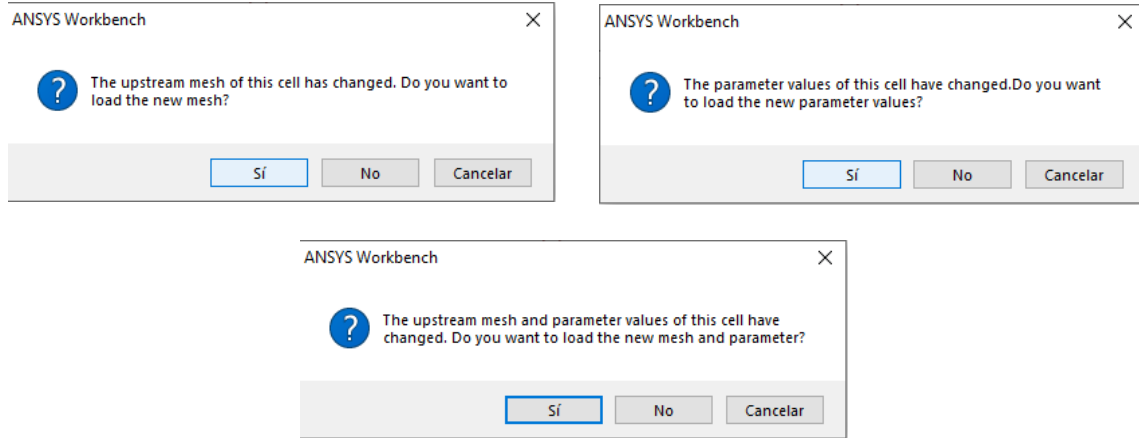 ANSYS Workbench
The upstream mesh of this cell has changed. Do you want to
load the new mesh?
Sí No Cancelar
ANSYS Workbench
The parameter values of this cell have changed.Do you want
to load the new parameter values?
Sí No Cancelar
ANSYS Workbench
The upstream mesh and parameter values of this cell have
changed. Do you want to load the new mesh and parameter?
Sí No Cancelar